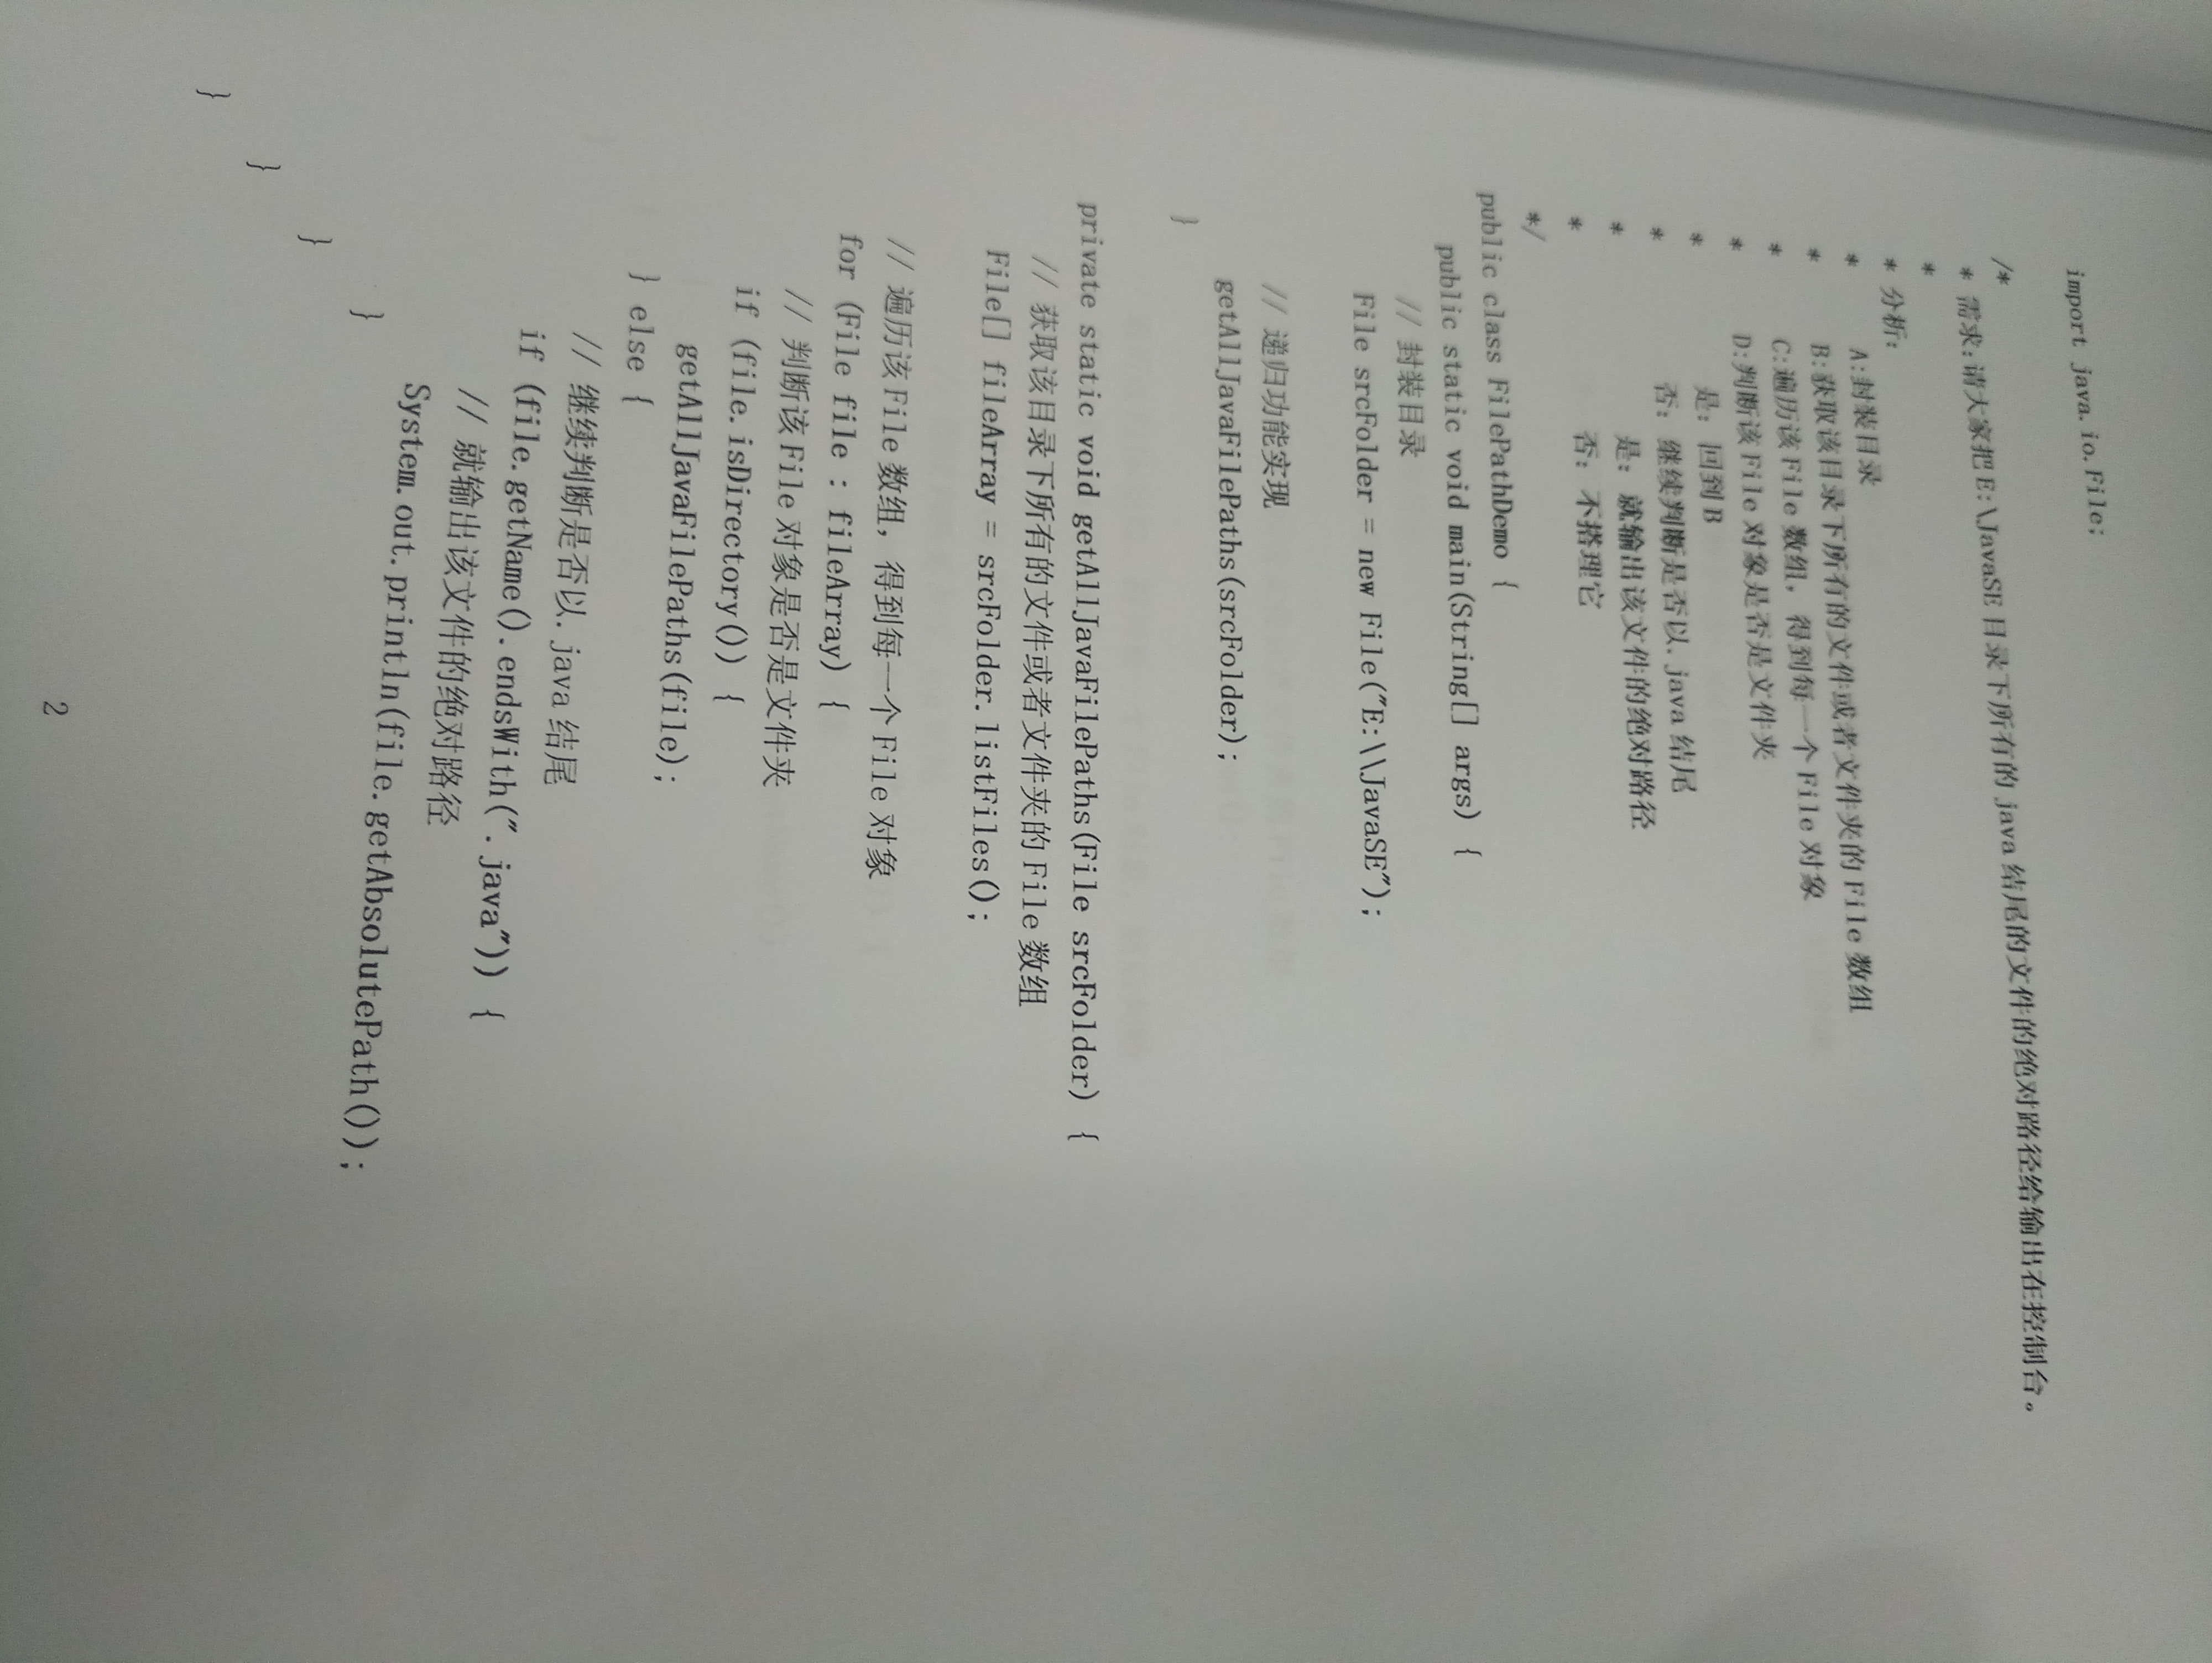 import java.io.File;
/*
 * 需求:请大家把E:\JavaSE目录下所有的java结尾的文件的绝对路径给输出在控制台。
 *
 * 分析:
 *      A:封装目录
 *      B:获取该目录下所有的文件或者文件夹的File数组
 *      C:遍历该File数组，得到每一个File对象
 *      D:判断该File对象是否是文件夹
 *          是：回到B
 *          否：继续判断是否以.java结尾
 *              是：就输出该文件的绝对路径
 *              否：不搭理它
 */
public class FilePathDemo {
    public static void main(String[] args) {
        // 封装目录
        File srcFolder = new File("E:\\JavaSE");
        // 递归功能实现
        getAllJavaFilePaths(srcFolder);
    }
    private static void getAllJavaFilePaths(File srcFolder) {
        // 获取该目录下所有的文件或者文件夹的File数组
        File[] fileArray = srcFolder.listFiles();
        // 遍历该File数组，得到每一个File对象
        for (File file : fileArray) {
            // 判断该File对象是否是文件夹
            if (file.isDirectory()) {
                getAllJavaFilePaths(file);
            } else {
                // 继续判断是否以.java结尾
                if (file.getName().endsWith(".java")) {
                    // 就输出该文件的绝对路径
                    System.out.println(file.getAbsolutePath());
                }
            }
        }
    }
2